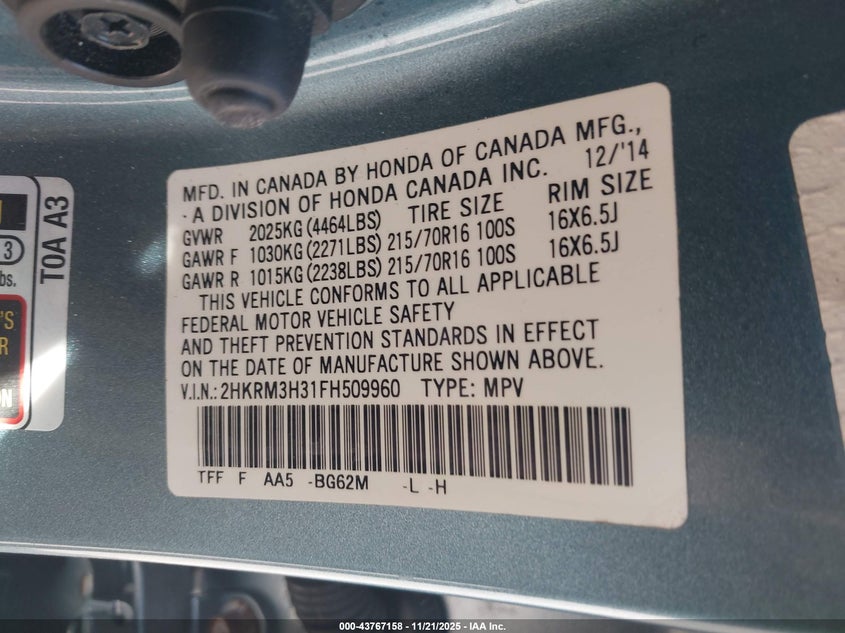 MFD. IN CANADA BY HONDA OF CANADA MFG.,
- A DIVISION OF HONDA CANADA INC. 12/'14
GVWR 2025KG(4464LBS) TIRE SIZE RIM SIZE
GAWR F 1030KG(2271LBS) 215/70R16 100S 16X6.5J
GAWR R 1015KG(2238LBS) 215/70R16 100S 16X6.5J
THIS VEHICLE CONFORMS TO ALL APPLICABLE
FEDERAL MOTOR VEHICLE SAFETY
AND THEFT PREVENTION STANDARDS IN EFFECT
ON THE DATE OF MANUFACTURE SHOWN ABOVE.
V.I.N.: 2HKRM3H31FH509960 TYPE: MPV
TFF F AA5 -BG62M -L -H
TOA A3
3
000-43767158 - 11/21/2025 - IAA Inc.